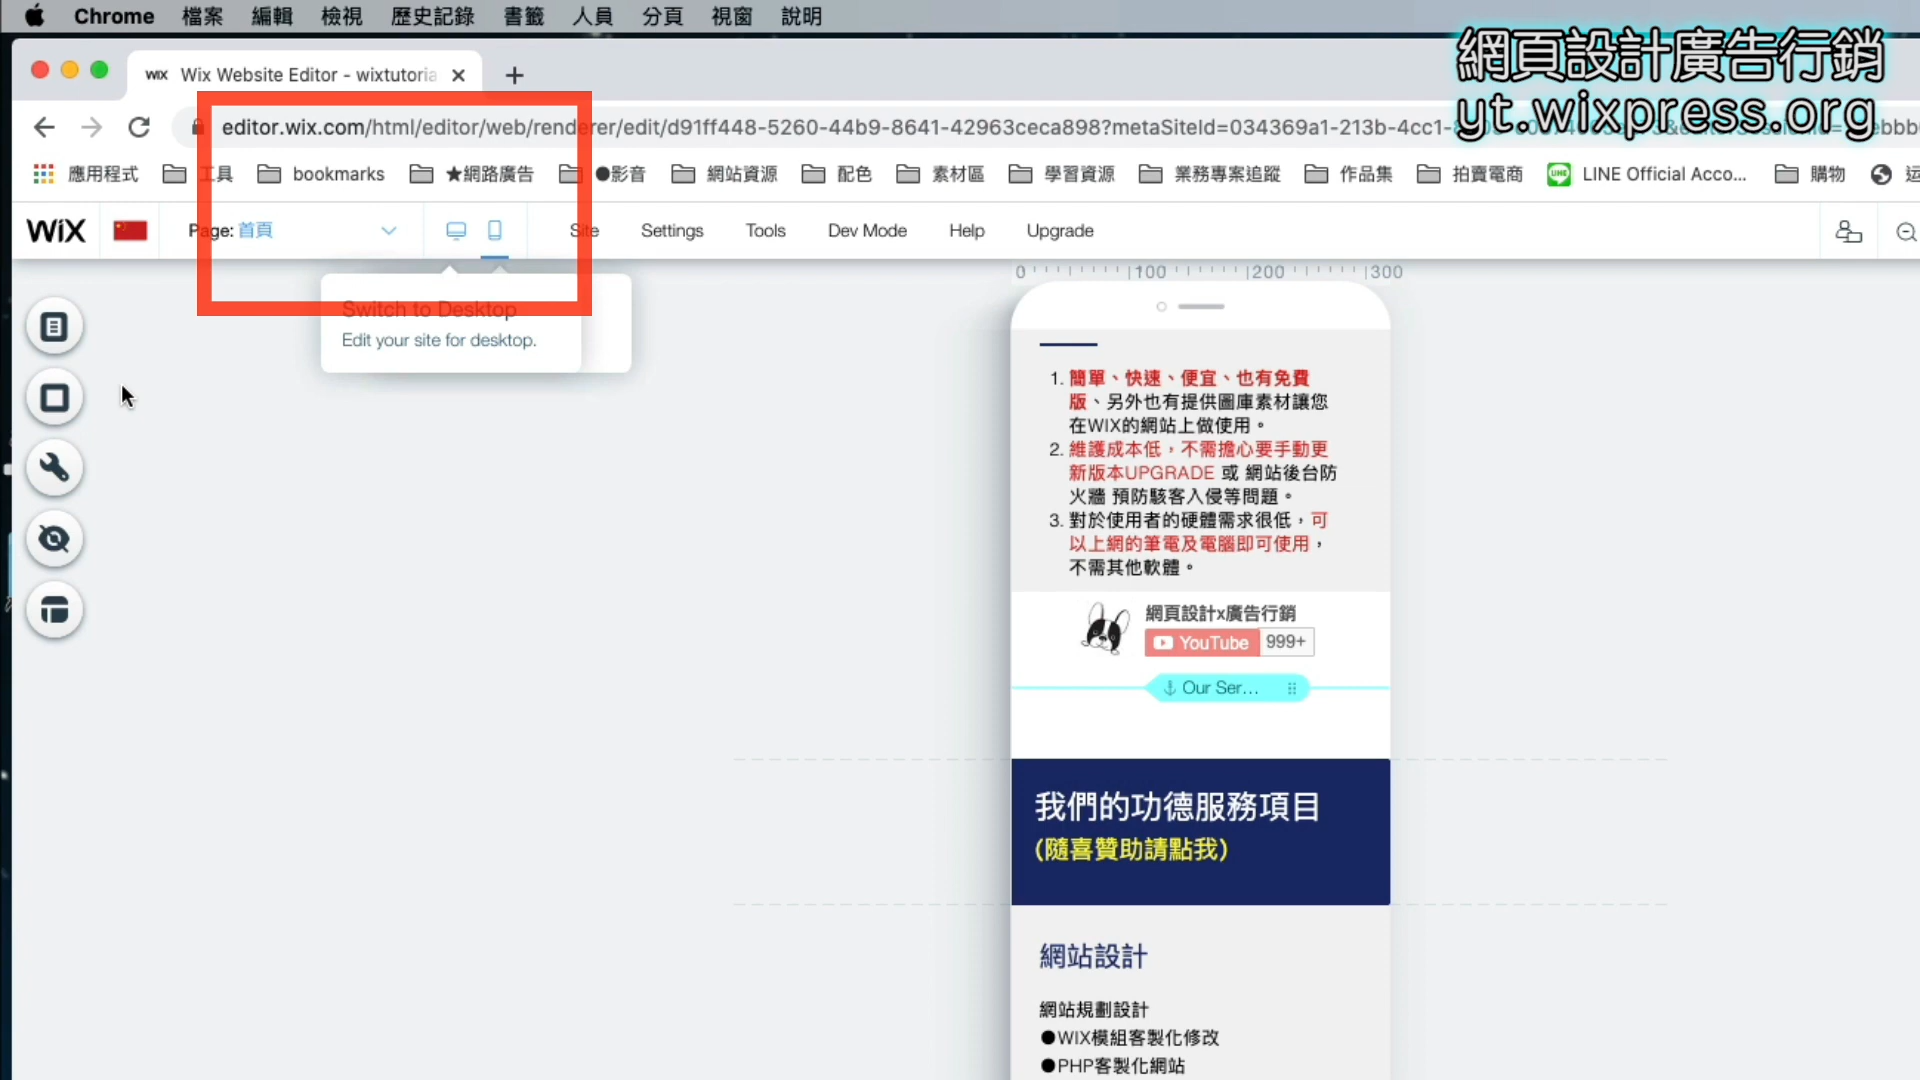 Chrome 檔案 編輯 檢視 歷史記錄 書籤 人員 分頁 視窗 說明
網頁設計廣告行銷
yt.wixpress.org
WIX Wix Website Editor - wixtutoria
editor.wix.com/html/editor/web/renderer/edit/d91ff448-5260-44b9-8641-42963ceca898?metaSiteId=034369a1-213b-4cc1-
應用程式 工具 bookmarks ★網路廣告 ●影音 網站資源 配色 素材區 學習資源 業務專案追蹤 作品集 拍賣電商 LINE Official Acco... 購物
WiX Page: 首頁 Site Settings Tools Dev Mode Help Upgrade
0 100 200 300
Switch to Desktop
Edit your site for desktop.
1. 簡單、快速、便宜、也有免費
版、另外也有提供圖庫素材讓您
在WIX的網站上做使用。
2. 維護成本低，不需擔心要手動更
新版本UPGRADE 或 網站後台防
火牆 預防駭客入侵等問題。
3. 對於使用者的硬體需求很低，可
以上網的筆電及電腦即可使用，
不需其他軟體。
網頁設計x廣告行銷
YouTube 999+
Our Ser...
我們的功德服務項目
(隨喜贊助請點我)
網站設計
網站規劃設計
●WIX模組客製化修改
●PHP客製化網站